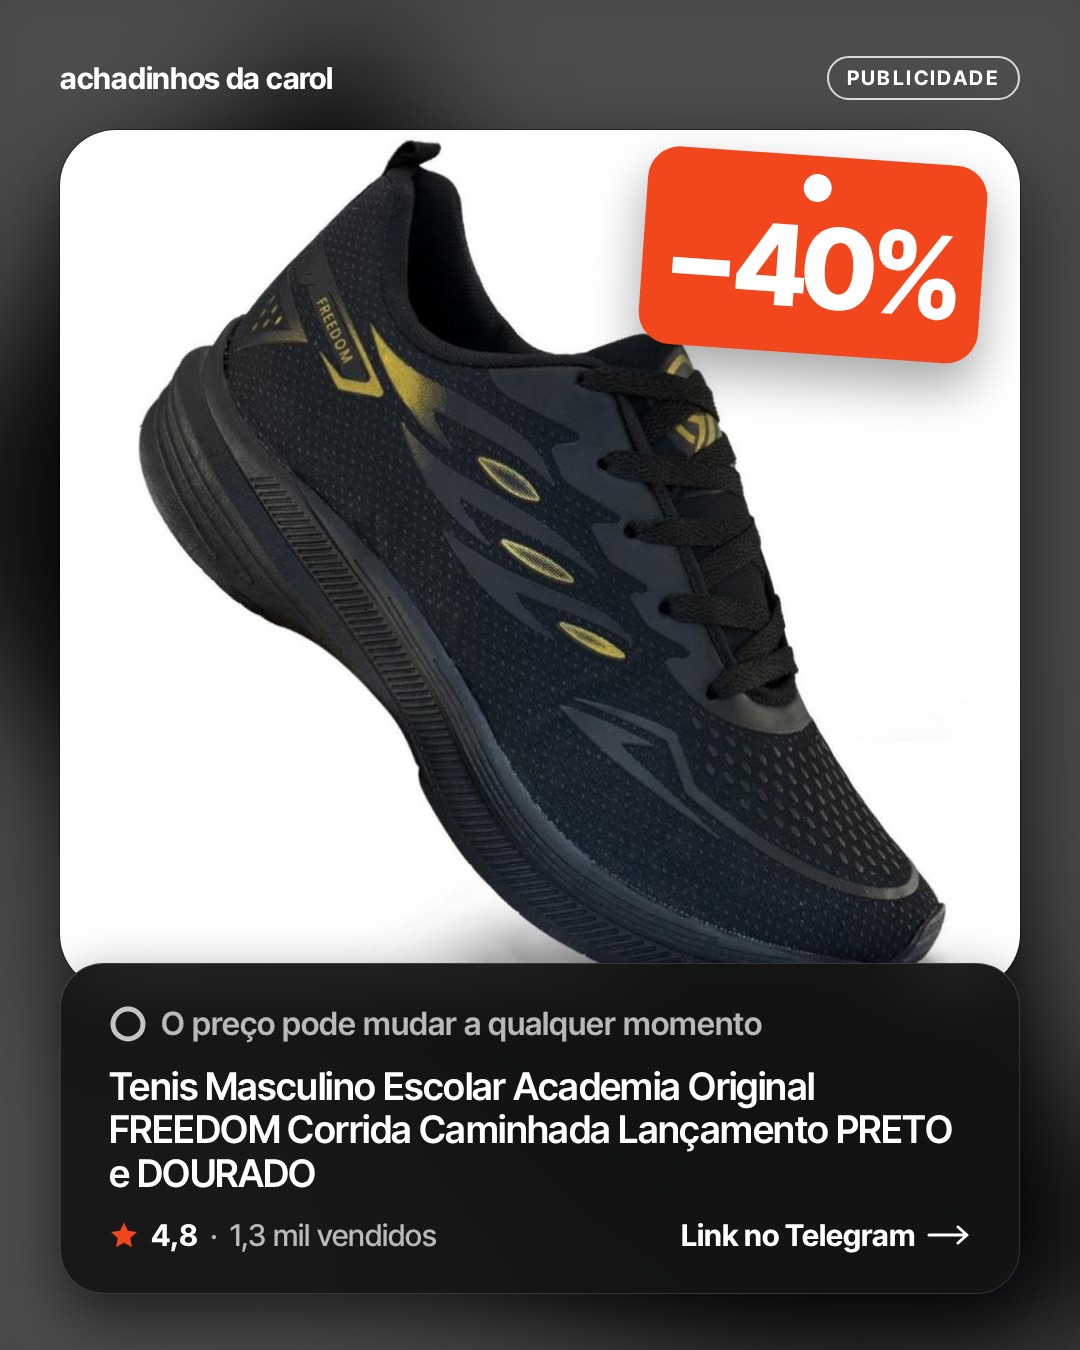 achadinhos da carol
PUBLICIDADE
−40%
FREEDOM
O preço pode mudar a qualquer momento
Tenis Masculino Escolar Academia Original
FREEDOM Corrida Caminhada Lançamento PRETO
e DOURADO
4,8 · 1,3 mil vendidos
Link no Telegram →